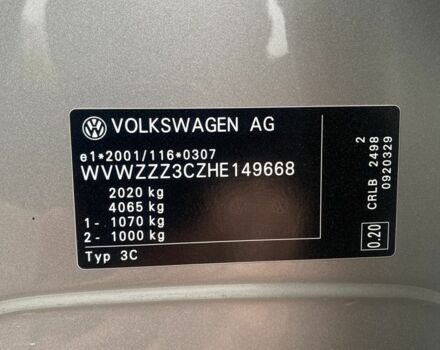 VOLKSWAGEN AG
e1*2001/116*0307
WVWZZZ3CZHE149668
2020 kg
4065 kg
1- 1070 kg
2- 1000 kg
Typ 3C
2
CRLB 2498
0920329
0.20